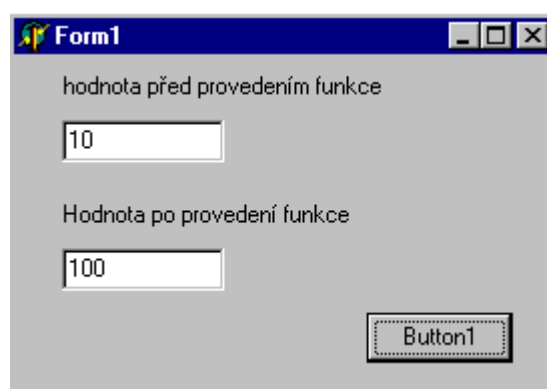 Form1
hodnota před provedením funkce
10
Hodnota po provedení funkce
100
Button1